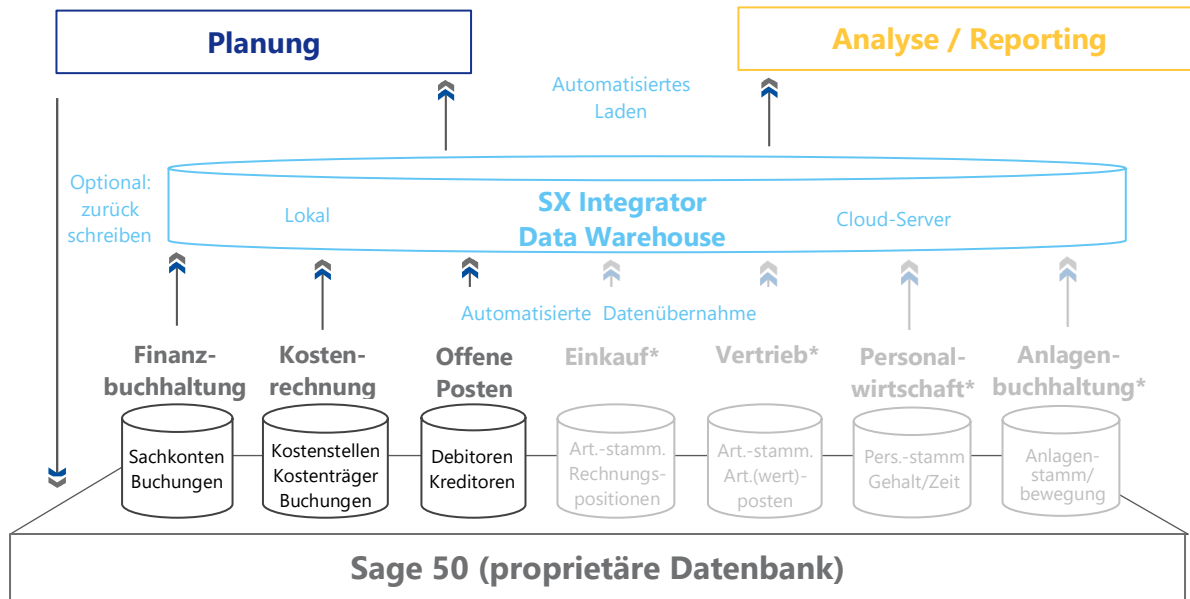 Planung
Analyse / Reporting
Automatisiertes
Laden
Optional:
zurück
schreiben
Lokal
SX Integrator
Data Warehouse
Cloud-Server
Automatisierte Datenübernahme
Finanz-
buchhaltung
Kosten-
rechnung
Offene
Posten
Einkauf*
Vertrieb*
Personal-
wirtschaft*
Anlagen-
buchhaltung*
Sachkonten
Buchungen
Kostenstellen
Kostenträger
Buchungen
Debitoren
Kreditoren
Art.-stamm.
Rechnungs-
positionen
Art.-stamm.
Art.(wert)-
posten
Pers.-stamm
Gehalt/Zeit
Anlagen-
stamm/
bewegung
Sage 50 (proprietäre Datenbank)